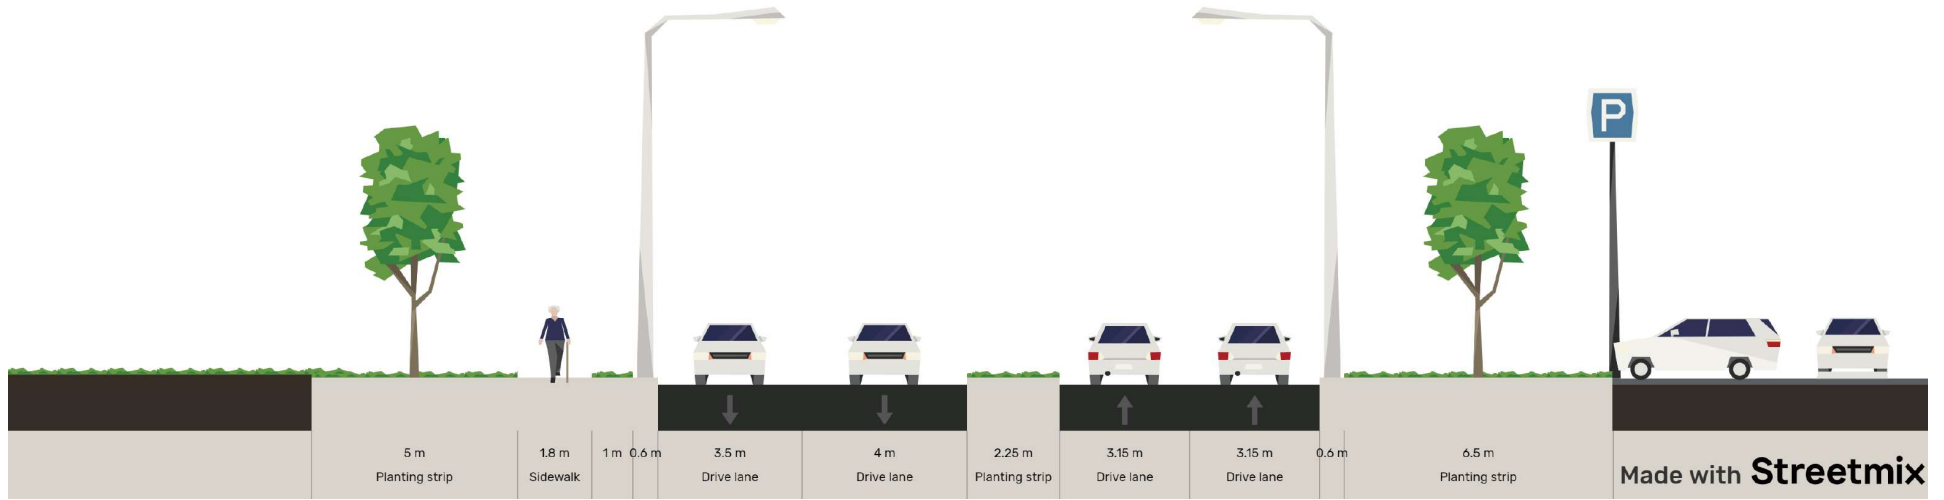 P
5 m
1.8 m
1 m
0.6 m
3.5 m
4 m
2.25 m
3.15 m
3.15 m
0.6 m
6.5 m
Planting strip
Sidewalk
Drive lane
Drive lane
Planting strip
Drive lane
Drive lane
Planting strip
Made with Streetmix